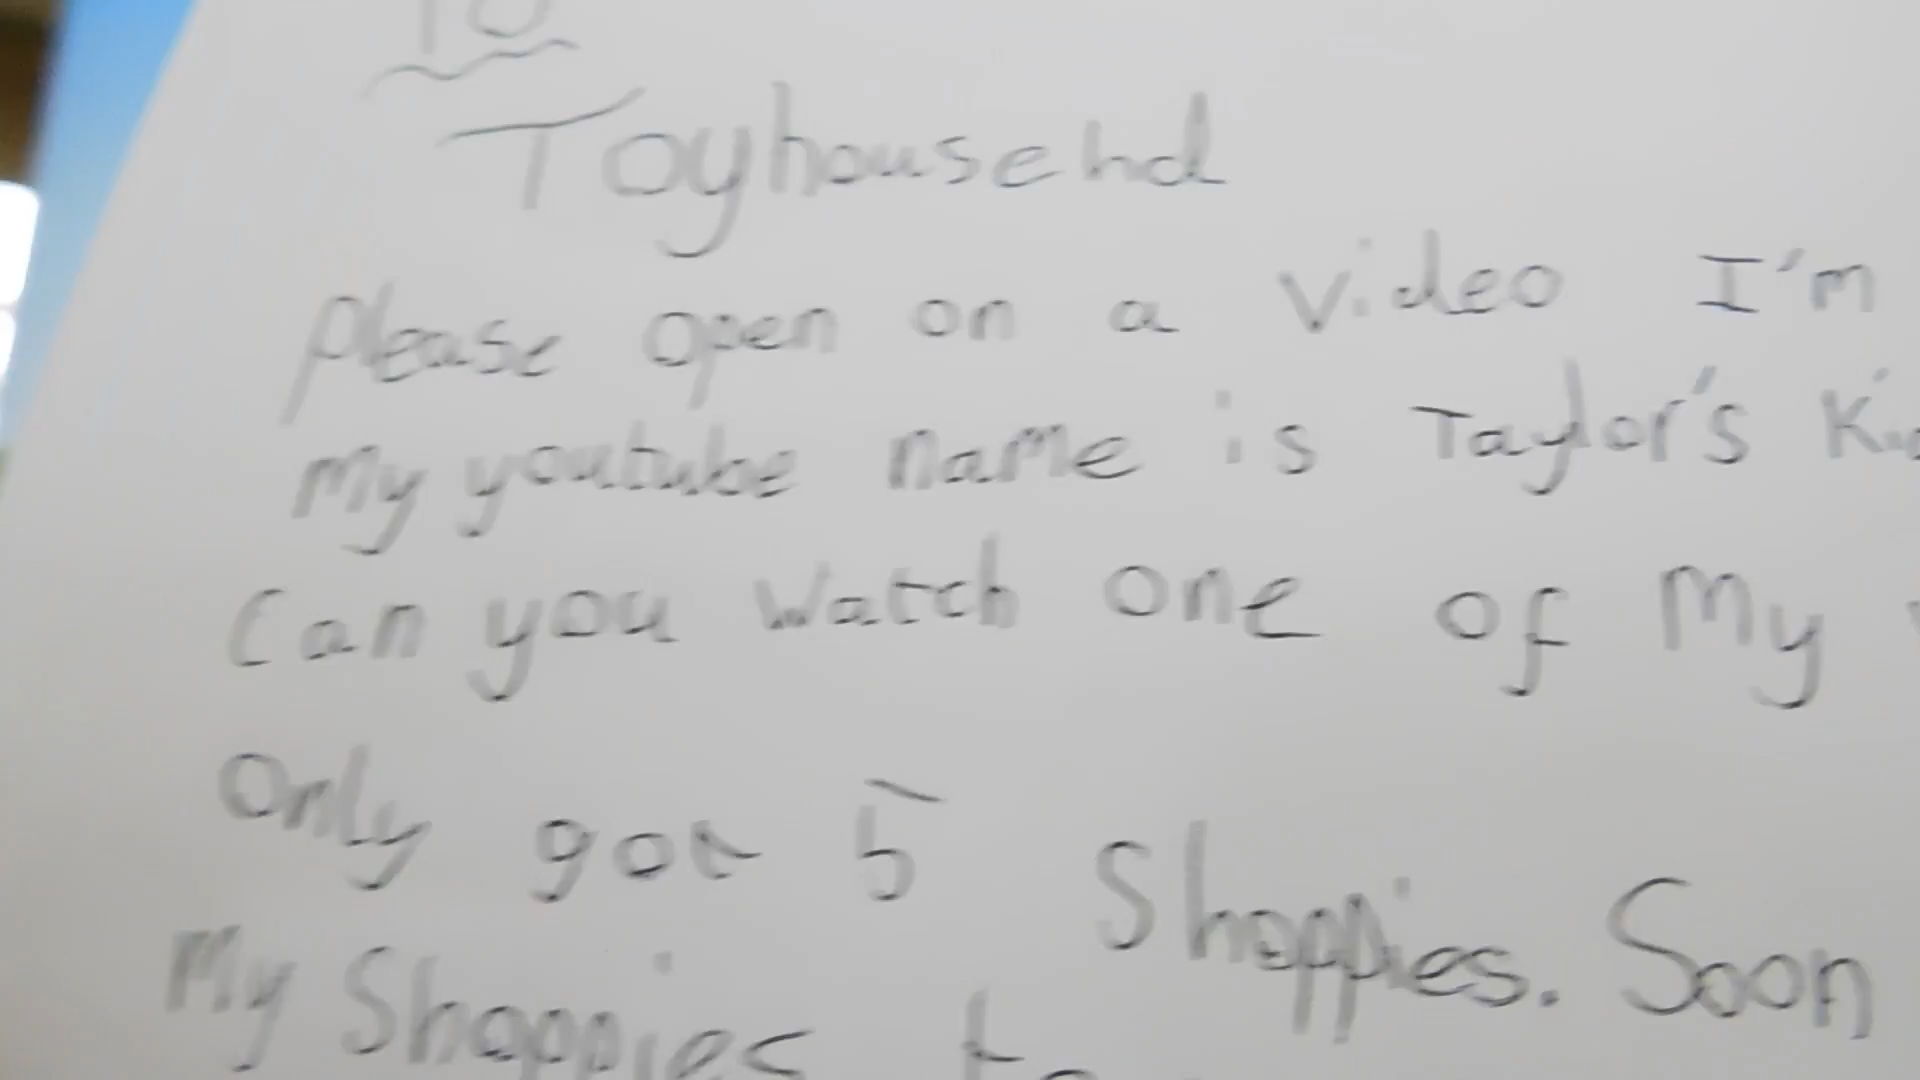 To
Toyhousehd
Please open on a video I'm
My youtube name is Taylor's
Can you watch one of My
Only got 5 Shoppies. Soon
My Shoppies